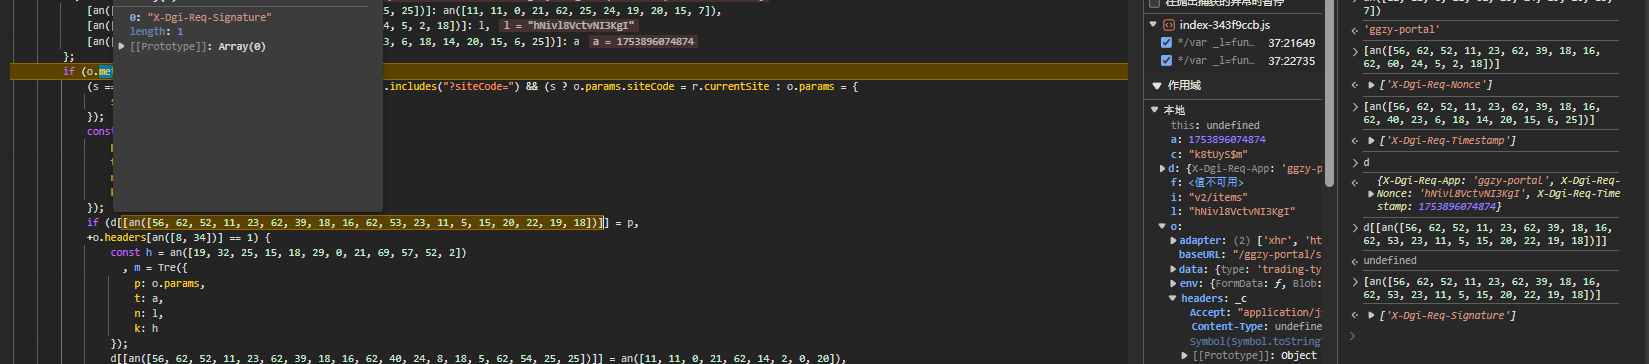 5, 25])]: an([11, 11, 0, 21, 62, 25, 24, 19, 20, 15, 7]),
[an([
4, 5, 2, 18])]: l, l = "hNivl8VctvNI3KgI"
[an([
3, 6, 18, 14, 20, 15, 6, 25])]: a a = 1753896074874
};
0: "X-Dgi-Req-Signature"
length: 1
[[Prototype]]: Array(0)
if (o.met
(s ==
.includes("?siteCode=") && (s ? o.params.siteCode = r.currentSite : o.params = {
s
});
const
});
if (d[[an([56, 62, 52, 11, 23, 62, 39, 18, 16, 62, 53, 23, 11, 5, 15, 20, 22, 19, 18])]] = p,
+o.headers[an([8, 34])] == 1) {
const h = an([19, 32, 25, 15, 18, 29, 0, 21, 69, 57, 52, 2])
, m = Tre({
p: o.params,
t: a,
n: l,
k: h
});
d[[an([56, 62, 52, 11, 23, 62, 39, 18, 16, 62, 40, 24, 8, 18, 5, 62, 54, 25, 25])]] = an([11, 11, 0, 21, 62, 14, 2, 0, 20]),
在抛出捕获的异常时暂停
index-343f9ccb.js
*/var _l=fun… 37:21649
*/var _l=fun… 37:22735
作用域
本地
this: undefined
a: 1753896074874
c: "k8tUyS$m"
d: {X-Dgi-Req-App: 'ggzy-p
f: <值不可用>
i: "v2/items"
l: "hNivl8VctvNI3KgI"
o:
adapter: (2) ['xhr', 'ht
baseURL: "/ggzy-portal/s
data: {type: 'trading-ty
env: {FormData: ƒ, Blob:
headers: _c
Accept: "application/js
Content-Type: undefine
Symbol(Symbol.toString
[[Prototype]]: Object
7])
'ggzy-portal'
[an([56, 62, 52, 11, 23, 62, 39, 18, 16,
62, 60, 24, 5, 2, 18])]
['X-Dgi-Req-Nonce']
[an([56, 62, 52, 11, 23, 62, 39, 18, 16,
62, 40, 23, 6, 18, 14, 20, 15, 6, 25])]
['X-Dgi-Req-Timestamp']
d
{X-Dgi-Req-App: 'ggzy-portal', X-Dgi-Req-
Nonce: 'hNivl8VctvNI3KgI', X-Dgi-Req-Time
stamp: 1753896074874}
d[[an([56, 62, 52, 11, 23, 62, 39, 18, 16,
62, 53, 23, 11, 5, 15, 20, 22, 19, 18])]]
undefined
[an([56, 62, 52, 11, 23, 62, 39, 18, 16,
62, 53, 23, 11, 5, 15, 20, 22, 19, 18])]
['X-Dgi-Req-Signature']